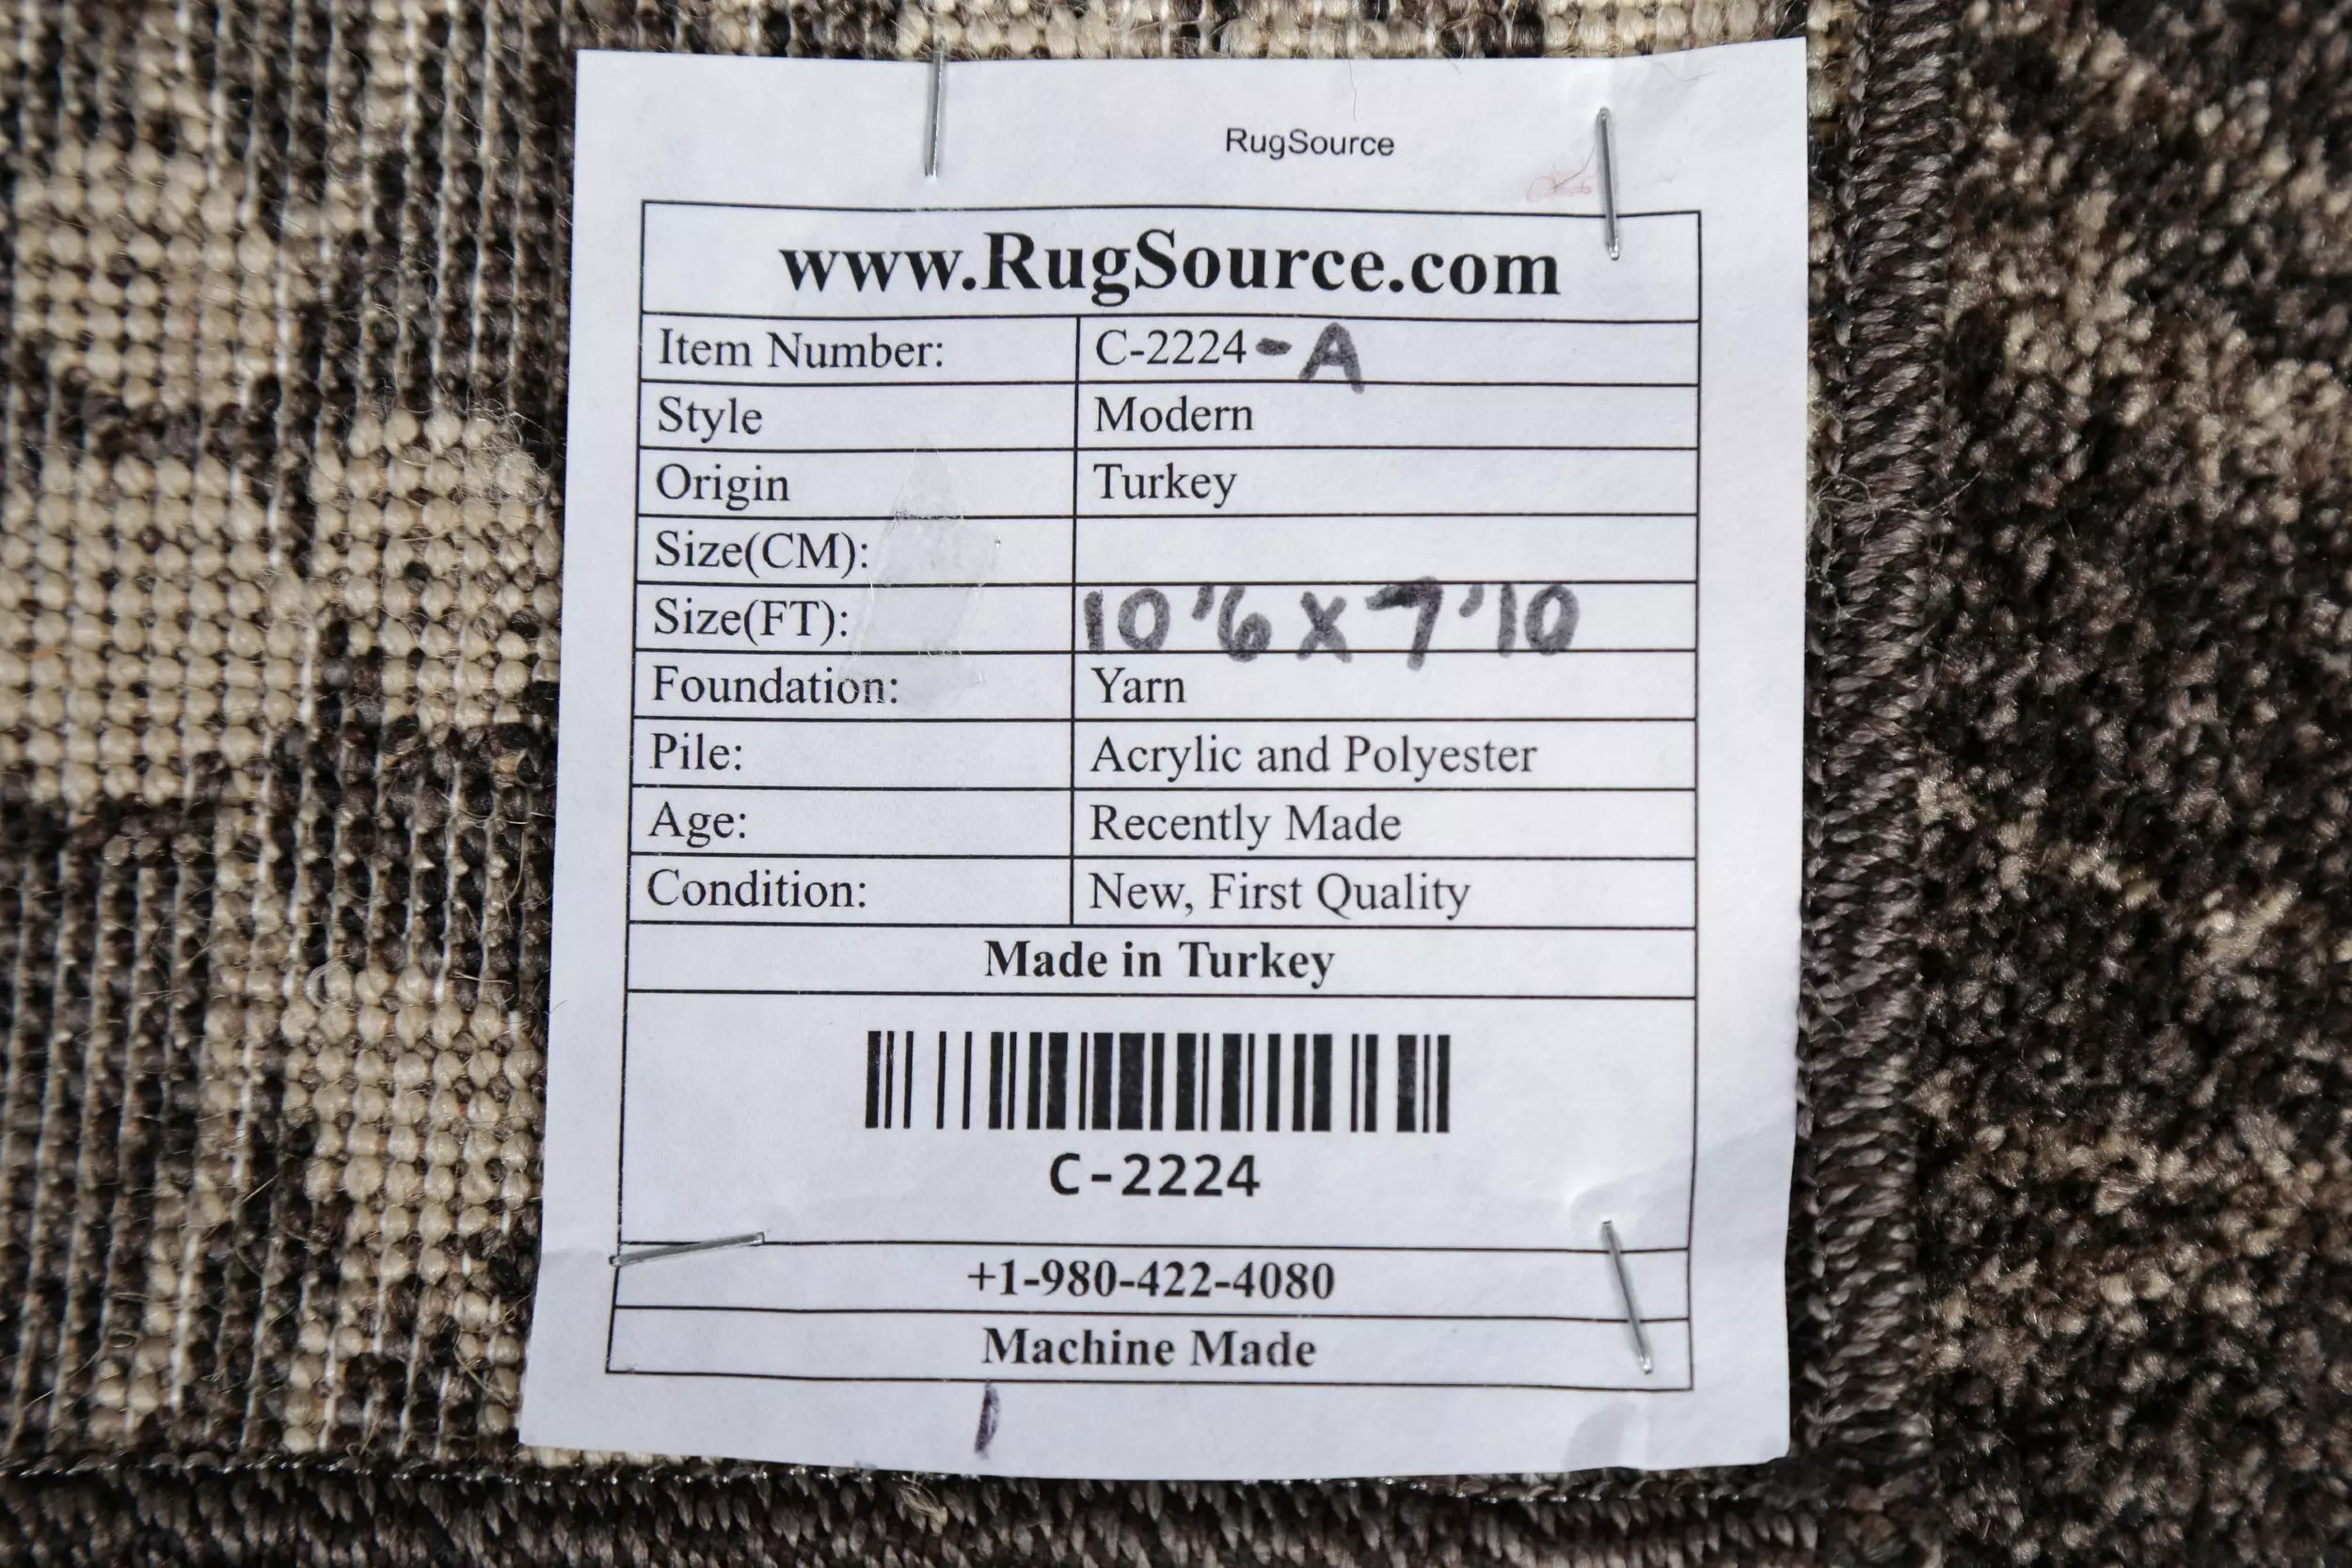 RugSource
www.RugSource.com
Item Number: C-2224-A
Style Modern
Origin Turkey
Size(CM):
Size(FT): 10'6 x 7'10
Foundation: Yarn
Pile: Acrylic and Polyester
Age: Recently Made
Condition: New, First Quality
Made in Turkey
C-2224
+1-980-422-4080
Machine Made